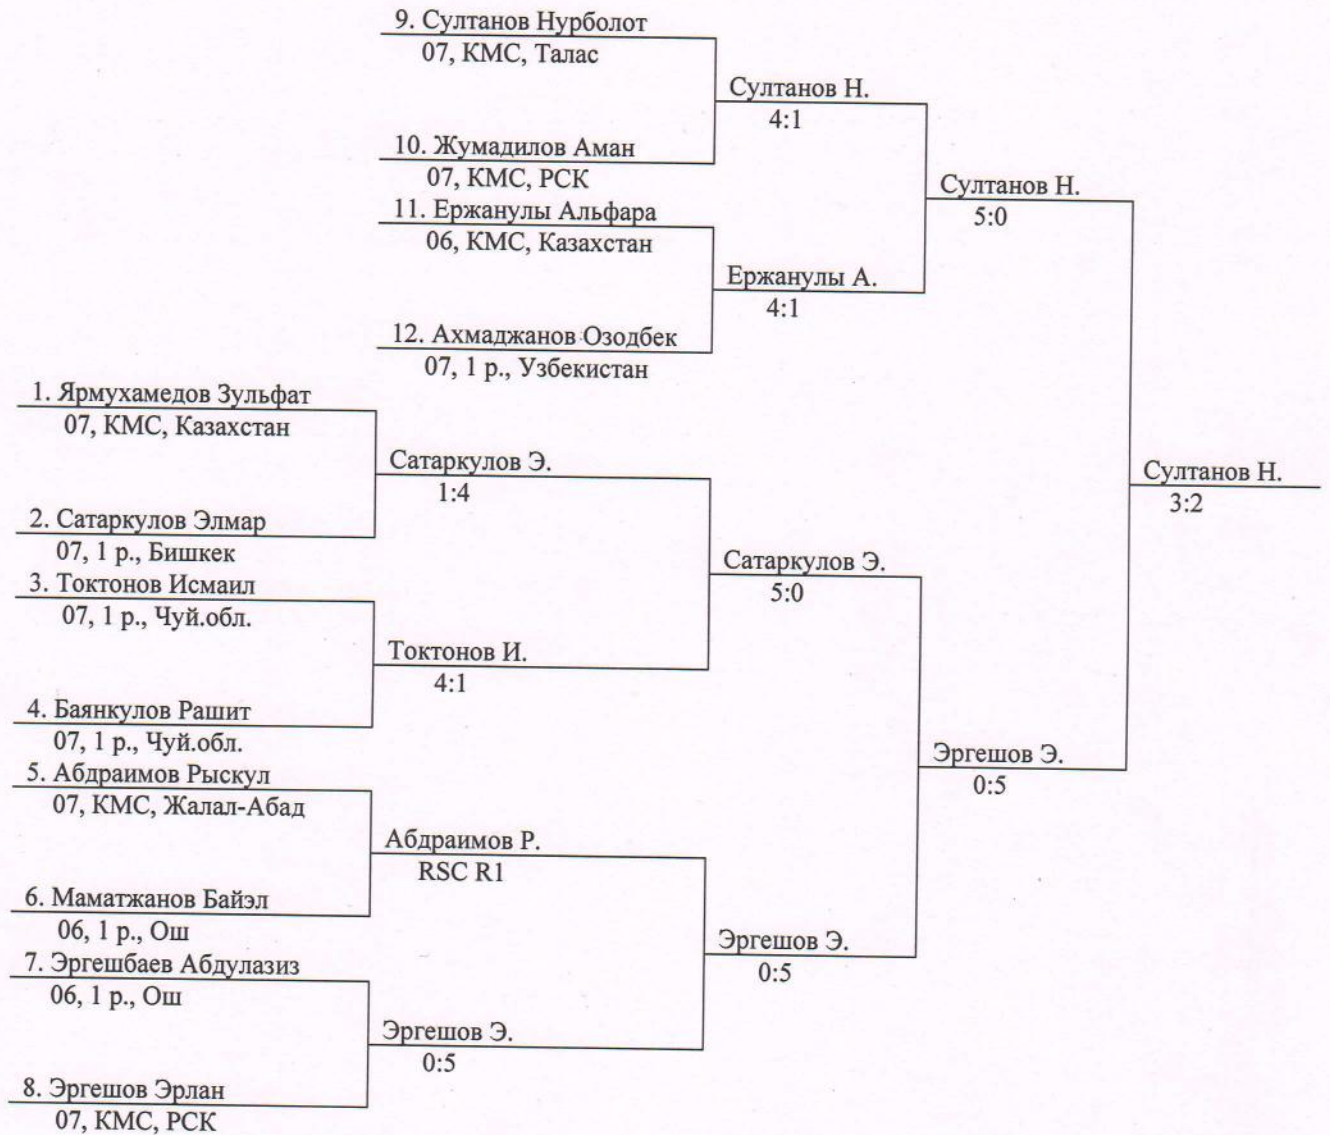 9. Султанов Нурболот
07, КМС, Талас
Султанов Н.
4:1
10. Жумадилов Аман
07, КМС, РСК
Султанов Н.
5:0
11. Ержанулы Альфара
06, КМС, Казахстан
Ержанулы А.
4:1
12. Ахмаджанов Озодбек
07, 1 р., Узбекистан
1. Ярмухамедов Зульфат
07, КМС, Казахстан
Сатаркулов Э.
1:4
Султанов Н.
3:2
2. Сатаркулов Элмар
07, 1 р., Бишкек
Сатаркулов Э.
5:0
3. Токтонов Исмаил
07, 1 р., Чуй.обл.
Токтонов И.
4:1
4. Баянкулов Рашит
07, 1 р., Чуй.обл.
Эргешов Э.
0:5
5. Абдраимов Рыскул
07, КМС, Жалал-Абад
Абдраимов Р.
RSC R1
6. Маматжанов Байэл
06, 1 р., Ош
Эргешов Э.
0:5
7. Эргешбаев Абдулазиз
06, 1 р., Ош
Эргешов Э.
0:5
8. Эргешов Эрлан
07, КМС, РСК